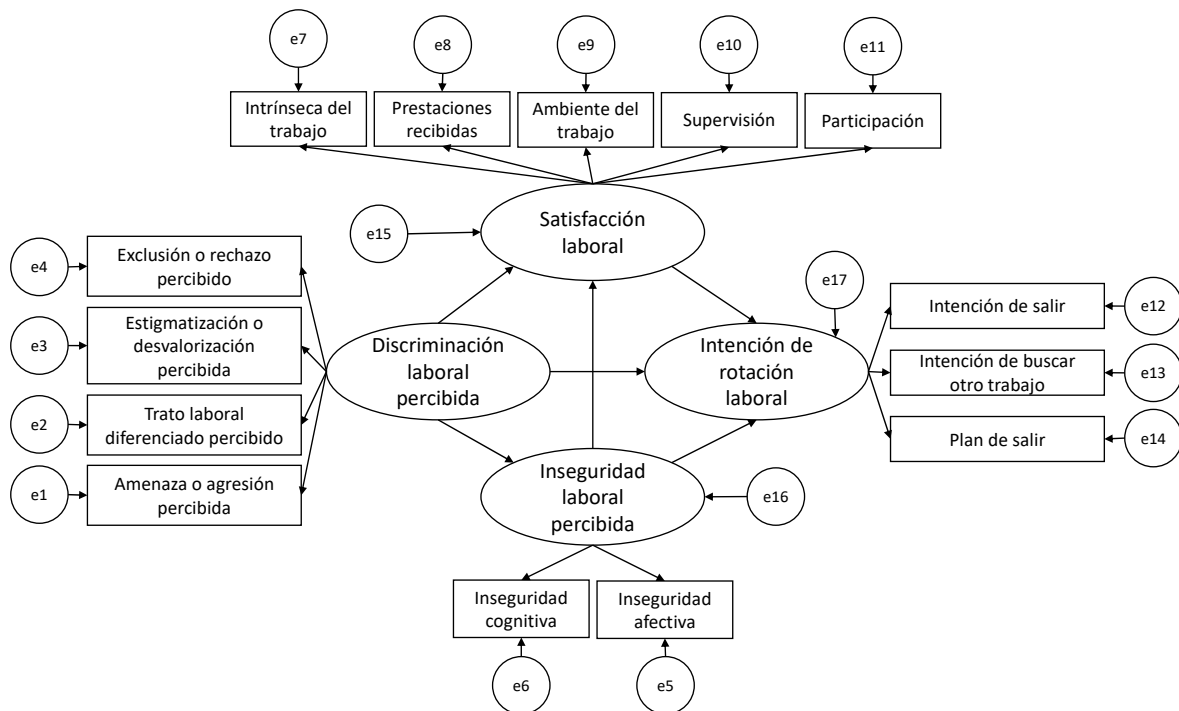 e7
e8
e9
e10
e11
Intrínseca del
trabajo
Prestaciones
recibidas
Ambiente del
trabajo
Supervisión
Participación
Satisfacción
laboral
e15
e4
Exclusión o rechazo
percibido
e3
Estigmatización o
desvalorización
percibida
e2
Trato laboral
diferenciado percibido
e1
Amenaza o agresión
percibida
Discriminación
laboral
percibida
e17
Intención de
rotación
laboral
Intención de salir
e12
Intención de buscar
otro trabajo
e13
Plan de salir
e14
Inseguridad
laboral
percibida
e16
Inseguridad
cognitiva
Inseguridad
afectiva
e6
e5